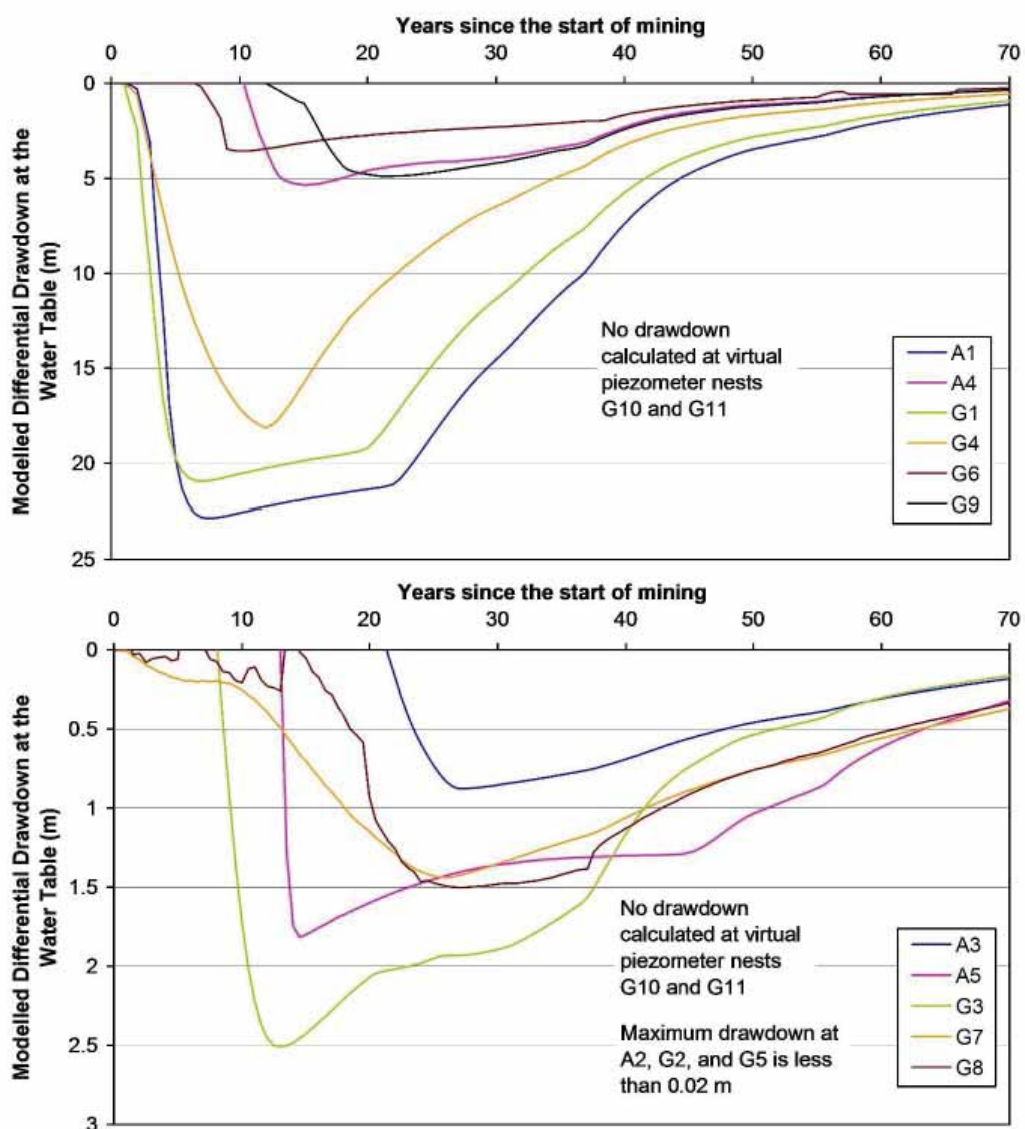 Years since the start of mining
0 10 20 30 40 50 60 70
Modelled Differential Drawdown at the
Water Table (m)
0
5
10
15
20
25
No drawdown
calculated at virtual
piezometer nests
G10 and G11
A1
A4
G1
G4
G6
G9
Years since the start of mining
0 10 20 30 40 50 60 70
Modelled Differential Drawdown at the
Water Table (m)
0
0.5
1
1.5
2
2.5
3
No drawdown
calculated at virtual
piezometer nests
G10 and G11
Maximum drawdown at
A2, G2, and G5 is less
than 0.02 m
A3
A5
G3
G7
G8